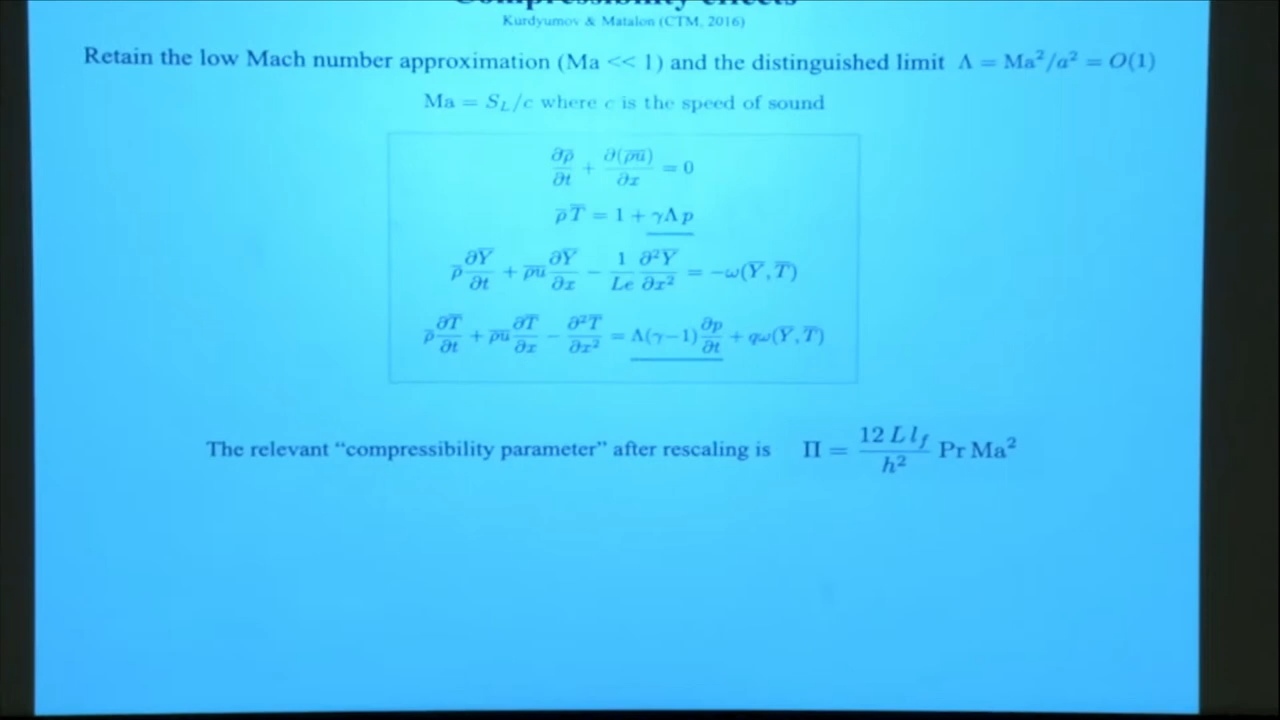 Compressibility effects
Kurdyumov & Matalon (CTM, 2016)
Retain the low Mach number approximation (Ma << 1) and the distinguished limit Λ = Ma²/a² = O(1)
Ma = S_L/c where c is the speed of sound
∂ρ̅/∂t + ∂(ρ̅u̅)/∂x = 0
ρ̅T̅ = 1 + γΛp
ρ̅ ∂Y̅/∂t + ρ̅u̅ ∂Y̅/∂x − 1/Le ∂²Y̅/∂x² = −ω(Y̅,T̅)
ρ̅ ∂T̅/∂t + ρ̅u̅ ∂T̅/∂x − ∂²T̅/∂x² = Λ(γ−1) ∂p/∂t + qω(Y̅,T̅)
The relevant “compressibility parameter” after rescaling is Π = 12 L l_f / h² Pr Ma²